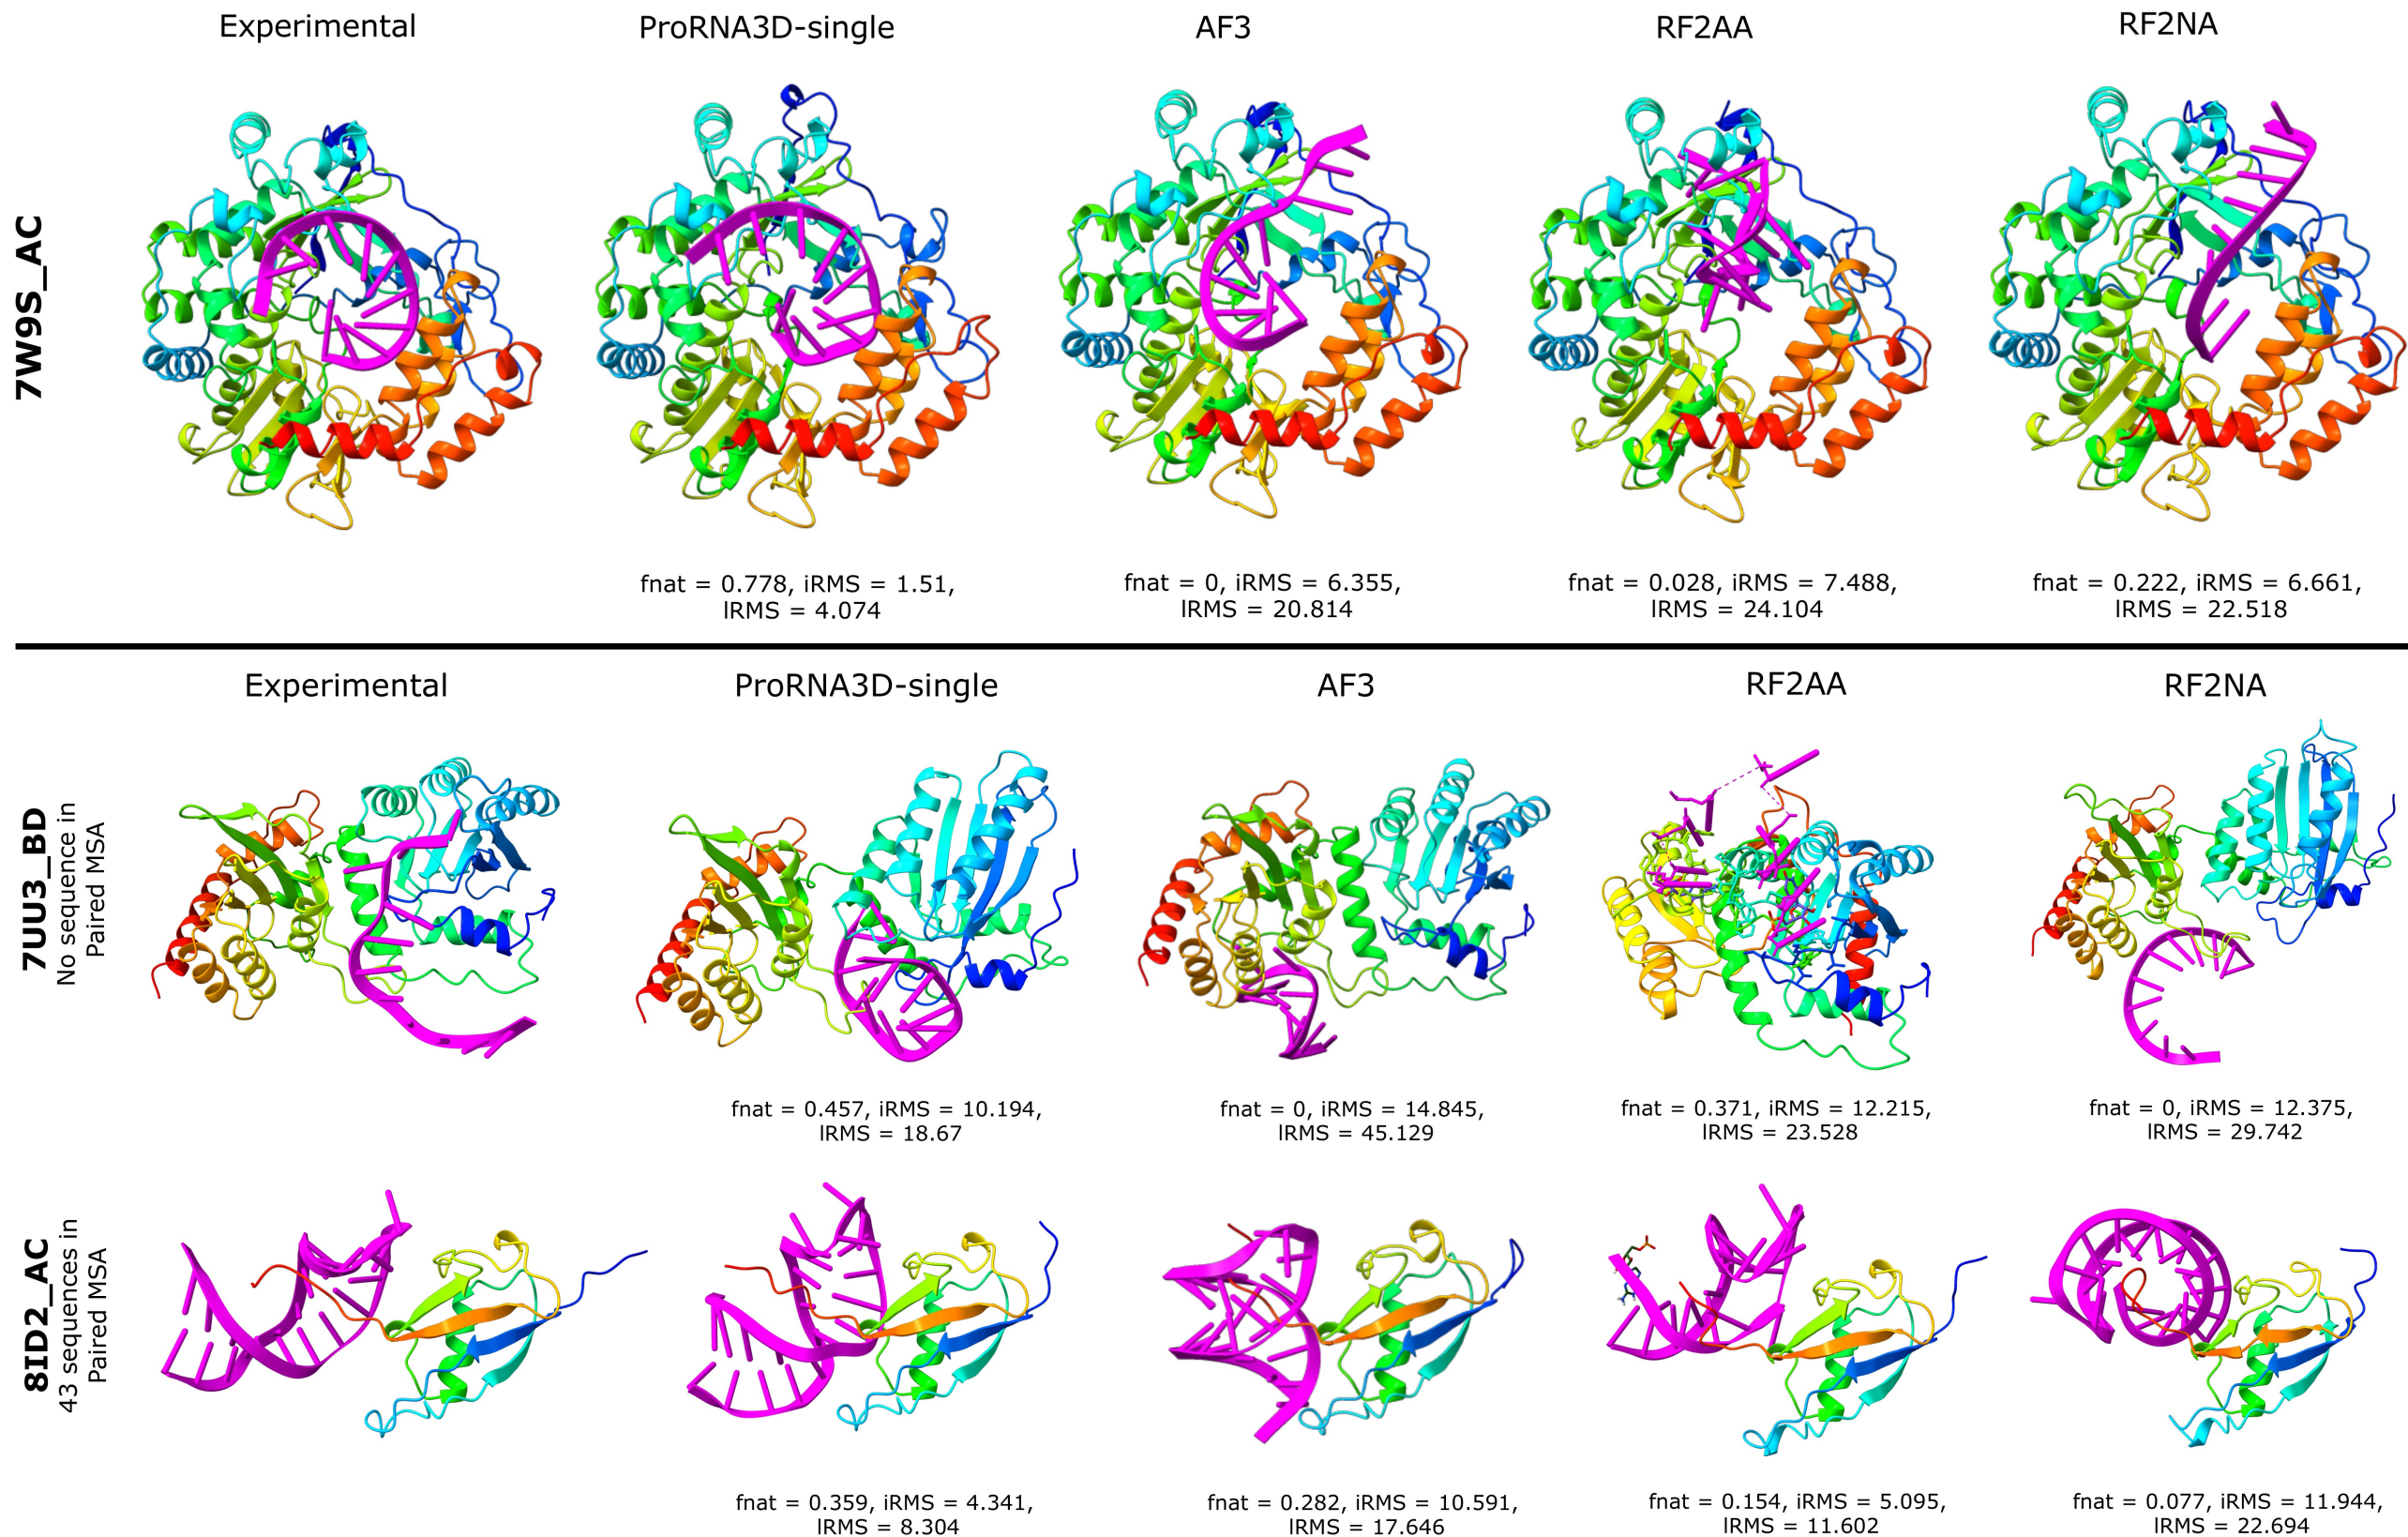 Experimental
ProRNA3D-single
AF3
RF2AA
RF2NA
7W9S_AC
fnat = 0.778, iRMS = 1.51,
lRMS = 4.074
fnat = 0, iRMS = 6.355,
lRMS = 20.814
fnat = 0.028, iRMS = 7.488,
lRMS = 24.104
fnat = 0.222, iRMS = 6.661,
lRMS = 22.518
Experimental
ProRNA3D-single
AF3
RF2AA
RF2NA
7UU3_BD
No sequence in
Paired MSA
fnat = 0.457, iRMS = 10.194,
lRMS = 18.67
fnat = 0, iRMS = 14.845,
lRMS = 45.129
fnat = 0.371, iRMS = 12.215,
lRMS = 23.528
fnat = 0, iRMS = 12.375,
lRMS = 29.742
8ID2_AC
43 sequences in
Paired MSA
fnat = 0.359, iRMS = 4.341,
lRMS = 8.304
fnat = 0.282, iRMS = 10.591,
lRMS = 17.646
fnat = 0.154, iRMS = 5.095,
lRMS = 11.602
fnat = 0.077, iRMS = 11.944,
lRMS = 22.694